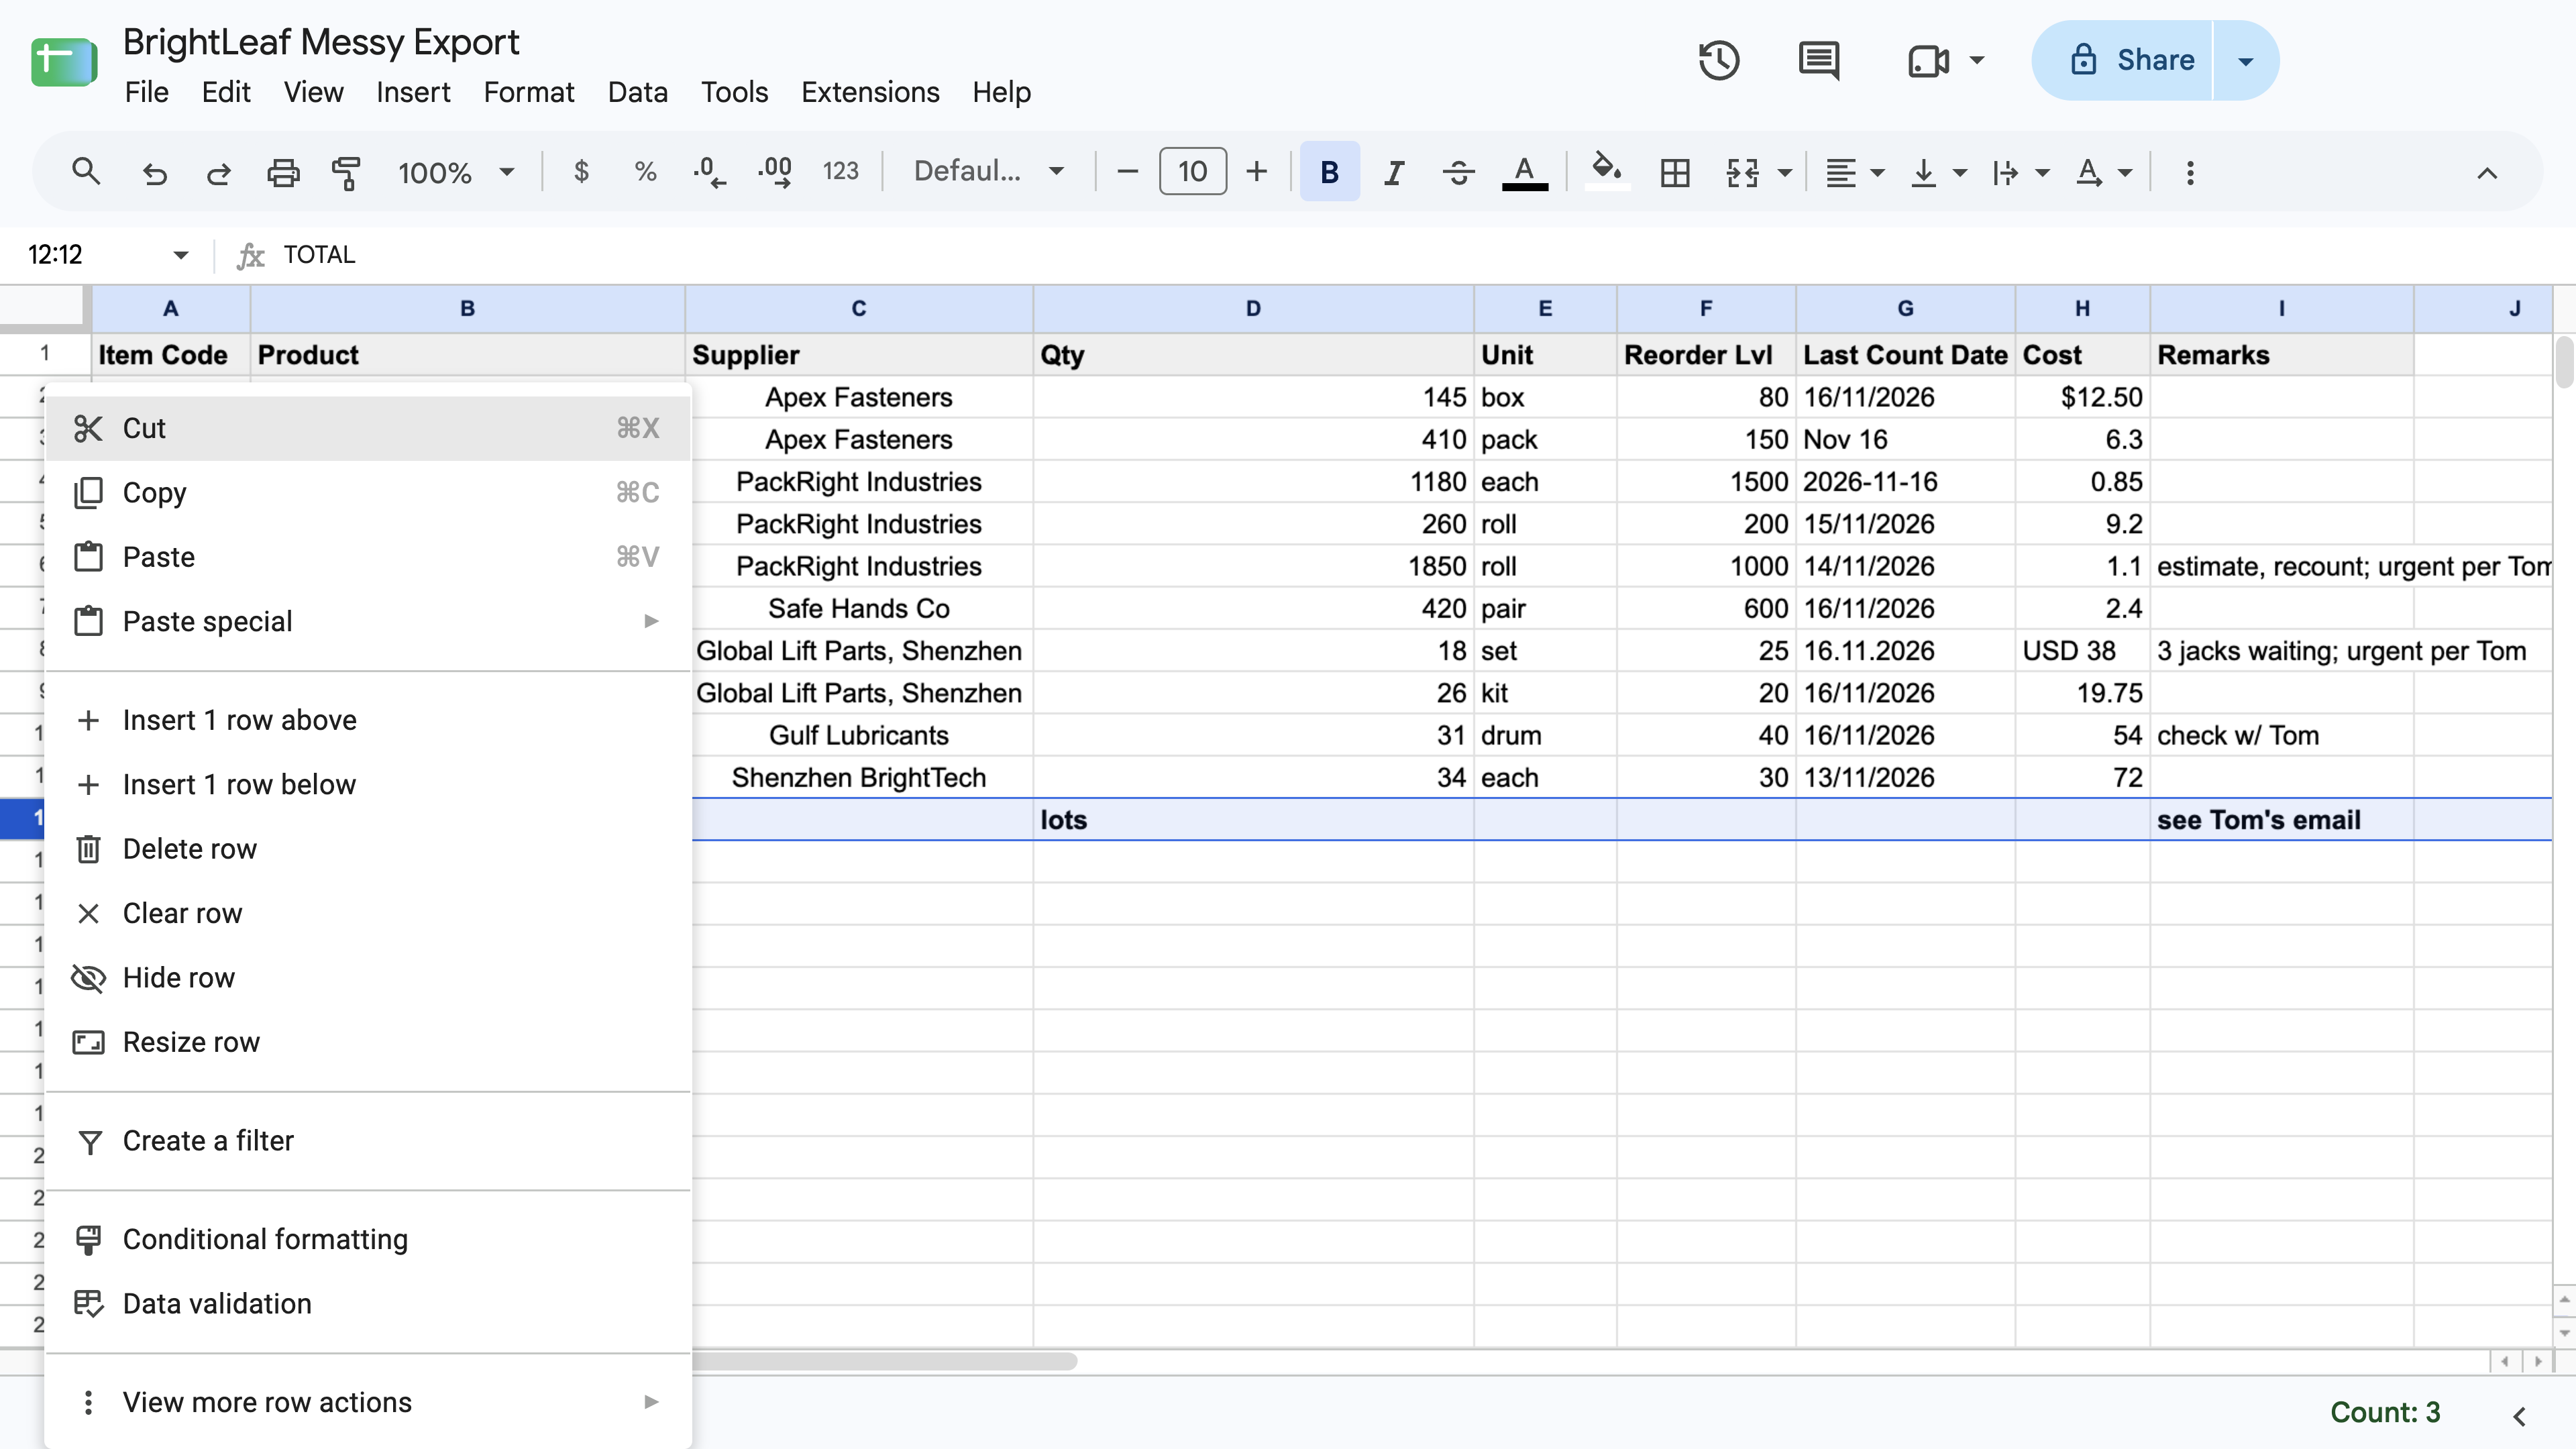 BrightLeaf Messy Export
File Edit View Insert Format Data Tools Extensions Help
Share
100% $ % .0 .00 123 Defaul... 10 B I A A
12:12 fx TOTAL
A B C D E F G H I J
1 Item Code Product Supplier Qty Unit Reorder Lvl Last Count Date Cost Remarks
Apex Fasteners 145 box 80 16/11/2026 $12.50
Apex Fasteners 410 pack 150 Nov 16 6.3
PackRight Industries 1180 each 1500 2026-11-16 0.85
PackRight Industries 260 roll 200 15/11/2026 9.2
PackRight Industries 1850 roll 1000 14/11/2026 1.1 estimate, recount; urgent per Tom
Safe Hands Co 420 pair 600 16/11/2026 2.4
Global Lift Parts, Shenzhen 18 set 25 16.11.2026 USD 38 3 jacks waiting; urgent per Tom
Global Lift Parts, Shenzhen 26 kit 20 16/11/2026 19.75
Gulf Lubricants 31 drum 40 16/11/2026 54 check w/ Tom
Shenzhen BrightTech 34 each 30 13/11/2026 72
lots see Tom's email
Cut ⌘X
Copy ⌘C
Paste ⌘V
Paste special
Insert 1 row above
Insert 1 row below
Delete row
Clear row
Hide row
Resize row
Create a filter
Conditional formatting
Data validation
View more row actions
Count: 3